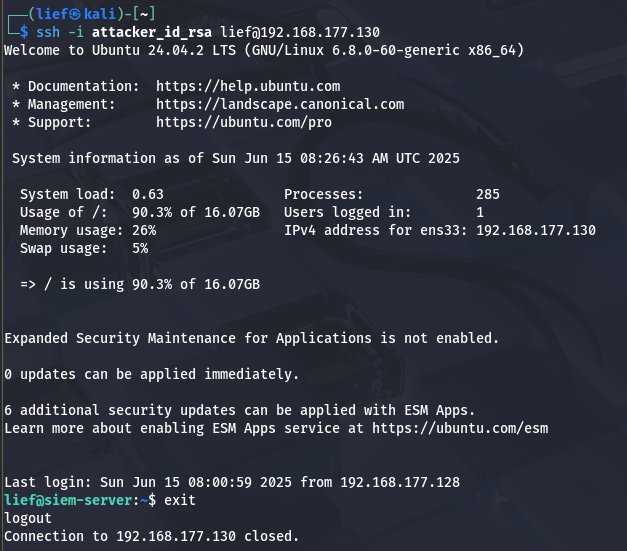 ┌──(lief㉿kali)-[~]
└─$ ssh -i attacker_id_rsa lief@192.168.177.130
Welcome to Ubuntu 24.04.2 LTS (GNU/Linux 6.8.0-60-generic x86_64)

 * Documentation:  https://help.ubuntu.com
 * Management:     https://landscape.canonical.com
 * Support:        https://ubuntu.com/pro

 System information as of Sun Jun 15 08:26:43 AM UTC 2025

  System load:  0.63               Processes:              285
  Usage of /:   90.3% of 16.07GB   Users logged in:        1
  Memory usage: 26%                IPv4 address for ens33: 192.168.177.130
  Swap usage:   5%

  => / is using 90.3% of 16.07GB


Expanded Security Maintenance for Applications is not enabled.

0 updates can be applied immediately.

6 additional security updates can be applied with ESM Apps.
Learn more about enabling ESM Apps service at https://ubuntu.com/esm


Last login: Sun Jun 15 08:00:59 2025 from 192.168.177.128
lief@siem-server:~$ exit
logout
Connection to 192.168.177.130 closed.